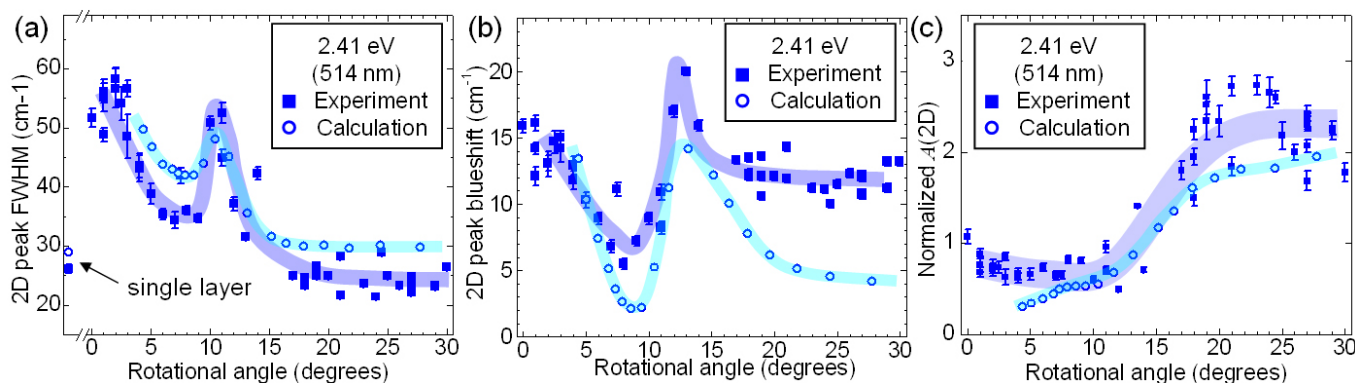 (a)
2.41 eV
(514 nm)
Experiment
Calculation
single layer
2D peak FWHM (cm-1)
60
50
40
30
20
0 5 10 15 20 25 30
Rotational angle (degrees)
(b)
2.41 eV
(514 nm)
Experiment
Calculation
2D peak blueshift (cm⁻¹)
20
15
10
5
0
0 5 10 15 20 25 30
Rotational angle (degrees)
(c)
2.41 eV
(514 nm)
Experiment
Calculation
Normalized A(2D)
3
2
1
0
0 5 10 15 20 25 30
Rotational angle (degrees)